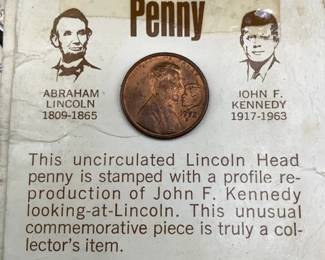 Penny
ABRAHAM
LINCOLN
1809-1865
JOHN F.
KENNEDY
1917-1963
This uncirculated Lincoln Head
penny is stamped with a profile re-
production of John F. Kennedy
looking-at-Lincoln. This unusual
commemorative piece is truly a col-
lector's item.